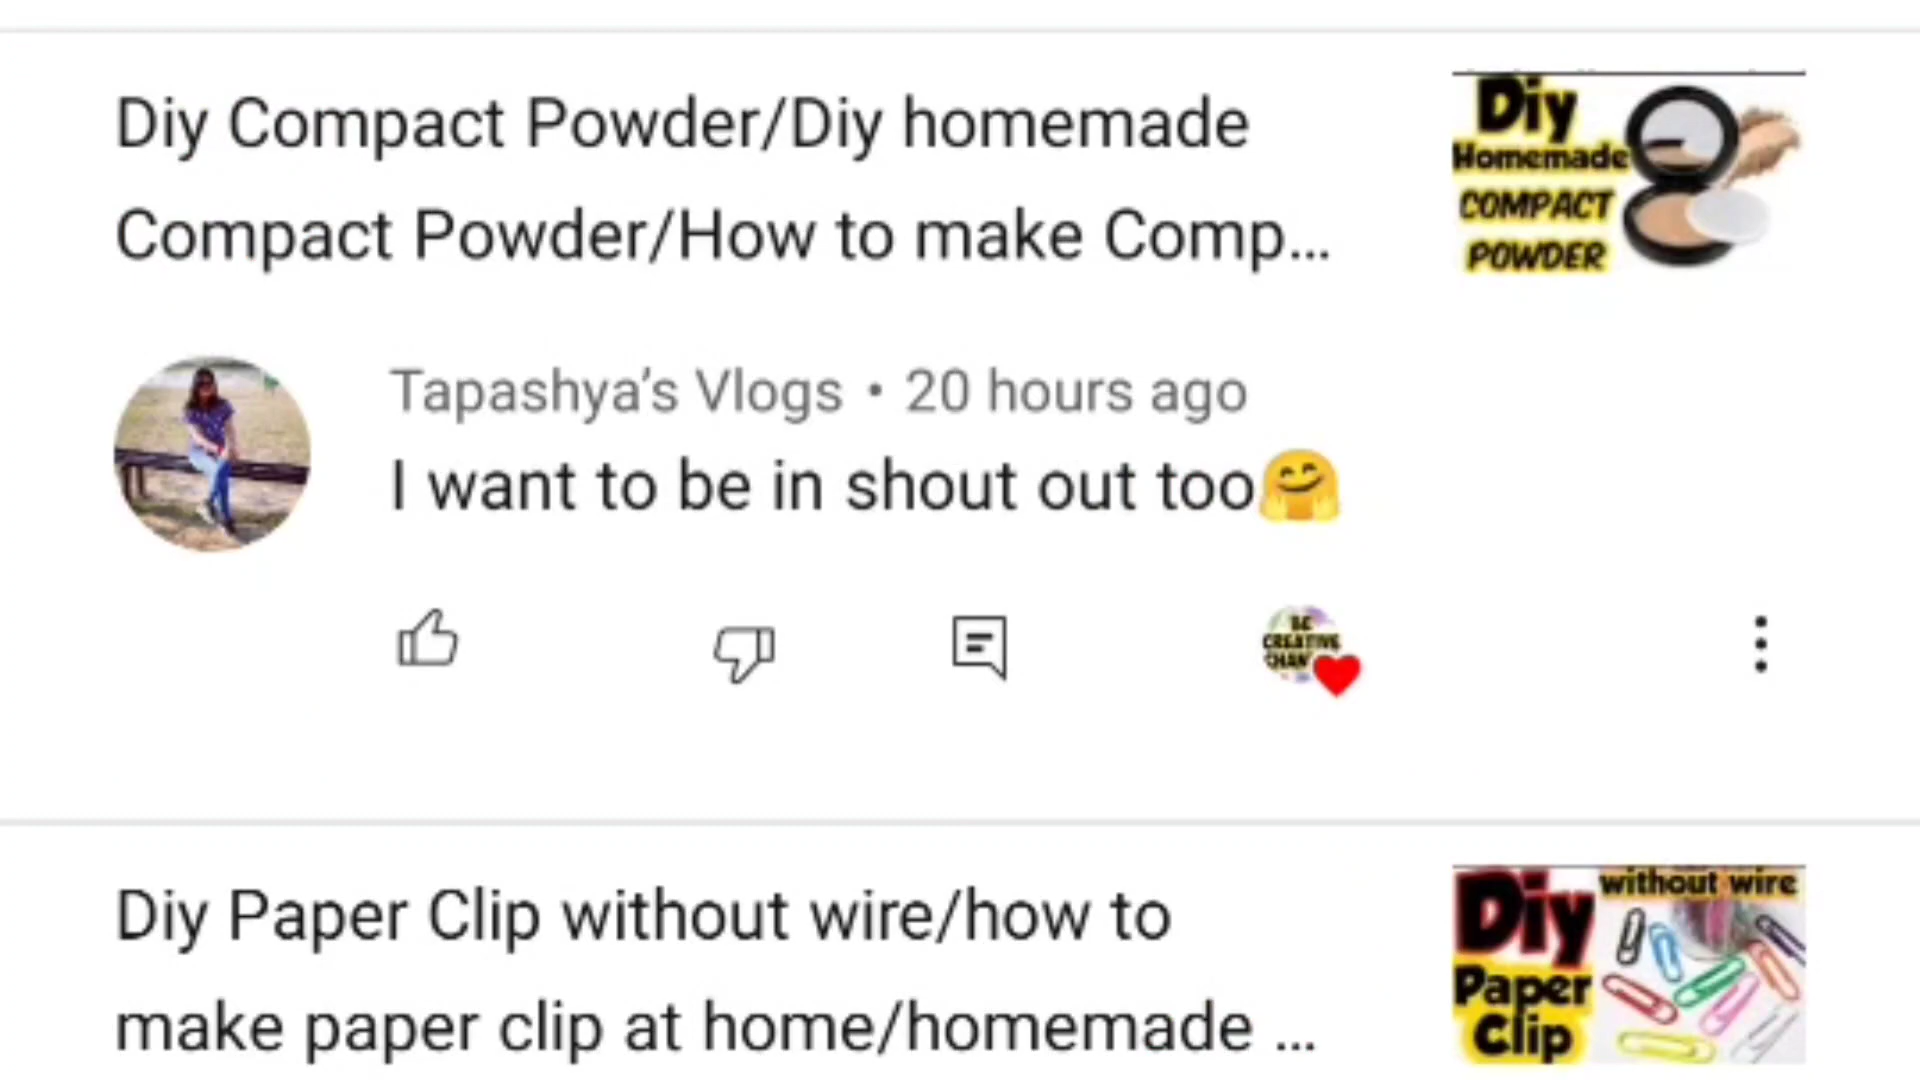 Diy Compact Powder/Diy homemade
Compact Powder/How to make Comp...
Diy
Homemade
COMPACT
POWDER
Tapashya's Vlogs • 20 hours ago
I want to be in shout out too🤗
BE
CREATIVE
Diy Paper Clip without wire/how to
make paper clip at home/homemade ...
without wire
Diy
Paper
Clip